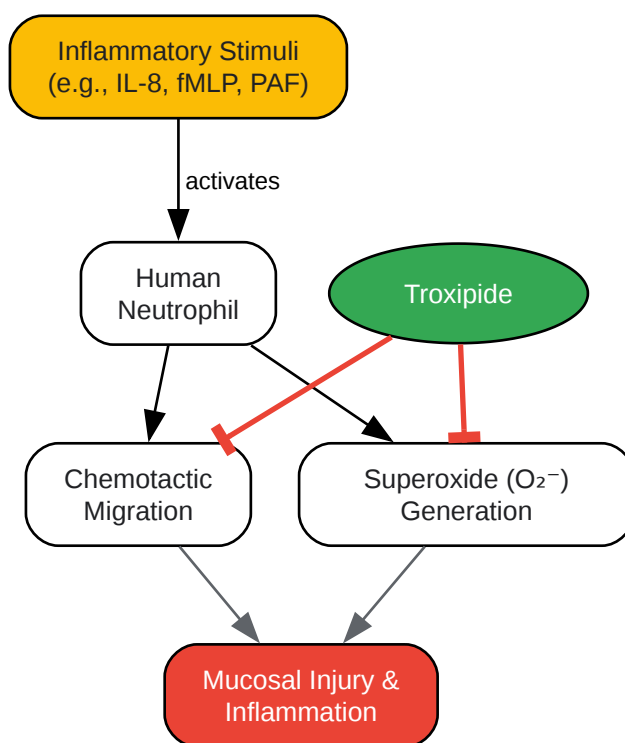 Inflammatory Stimuli
(e.g., IL-8, fMLP, PAF)
activates
Human
Neutrophil
Troxipide
Chemotactic
Migration
Superoxide (O₂⁻)
Generation
Mucosal Injury &
Inflammation